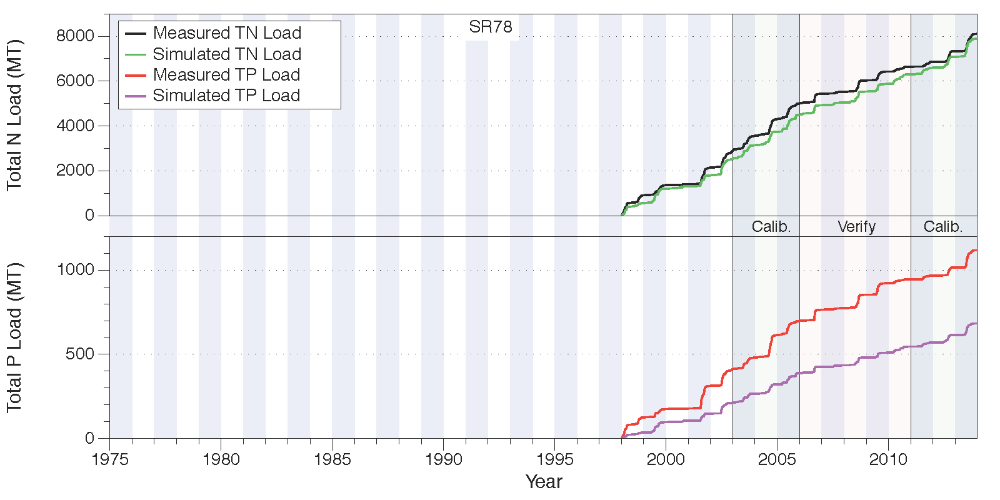 SR78
Measured TN Load
Simulated TN Load
Measured TP Load
Simulated TP Load
Total N Load (MT)
8000
6000
4000
2000
0
Calib.
Verify
Calib.
Total P Load (MT)
1000
500
0
1975 1980 1985 1990 1995 2000 2005 2010
Year